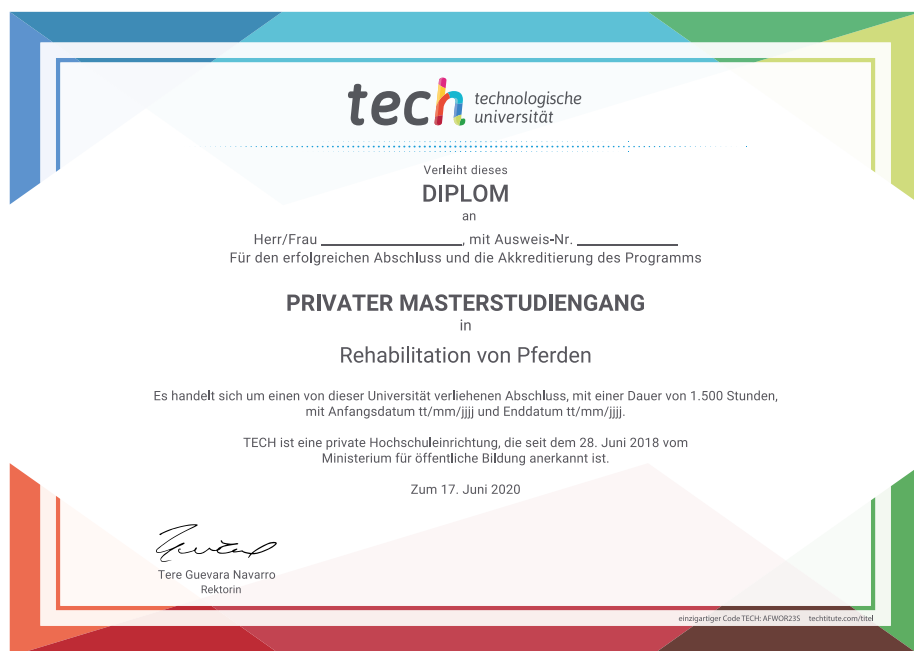 tech technologische
universität
Verleiht dieses
DIPLOM
an
Herr/Frau ____________________, mit Ausweis-Nr. ______________
Für den erfolgreichen Abschluss und die Akkreditierung des Programms
PRIVATER MASTERSTUDIENGANG
in
Rehabilitation von Pferden
Es handelt sich um einen von dieser Universität verliehenen Abschluss, mit einer Dauer von 1.500 Stunden,
mit Anfangsdatum tt/mm/jjjj und Enddatum tt/mm/jjjj.
TECH ist eine private Hochschuleinrichtung, die seit dem 28. Juni 2018 vom
Ministerium für öffentliche Bildung anerkannt ist.
Zum 17. Juni 2020
Tere Guevara Navarro
Rektorin
einzigartiger Code TECH: AFWOR23S techtitute.com/titel